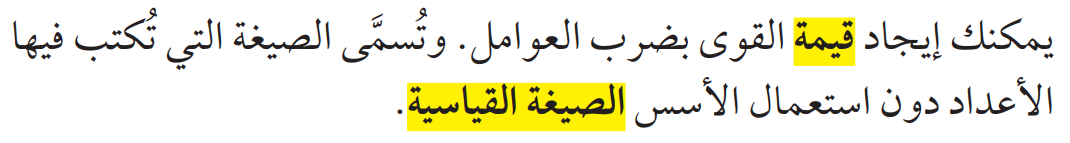 يمكنك إيجاد قيمة القوى بضرب العوامل. وتُسمَّى الصيغة التي تُكتب فيها
الأعداد دون استعمال الأسس الصيغة القياسية.